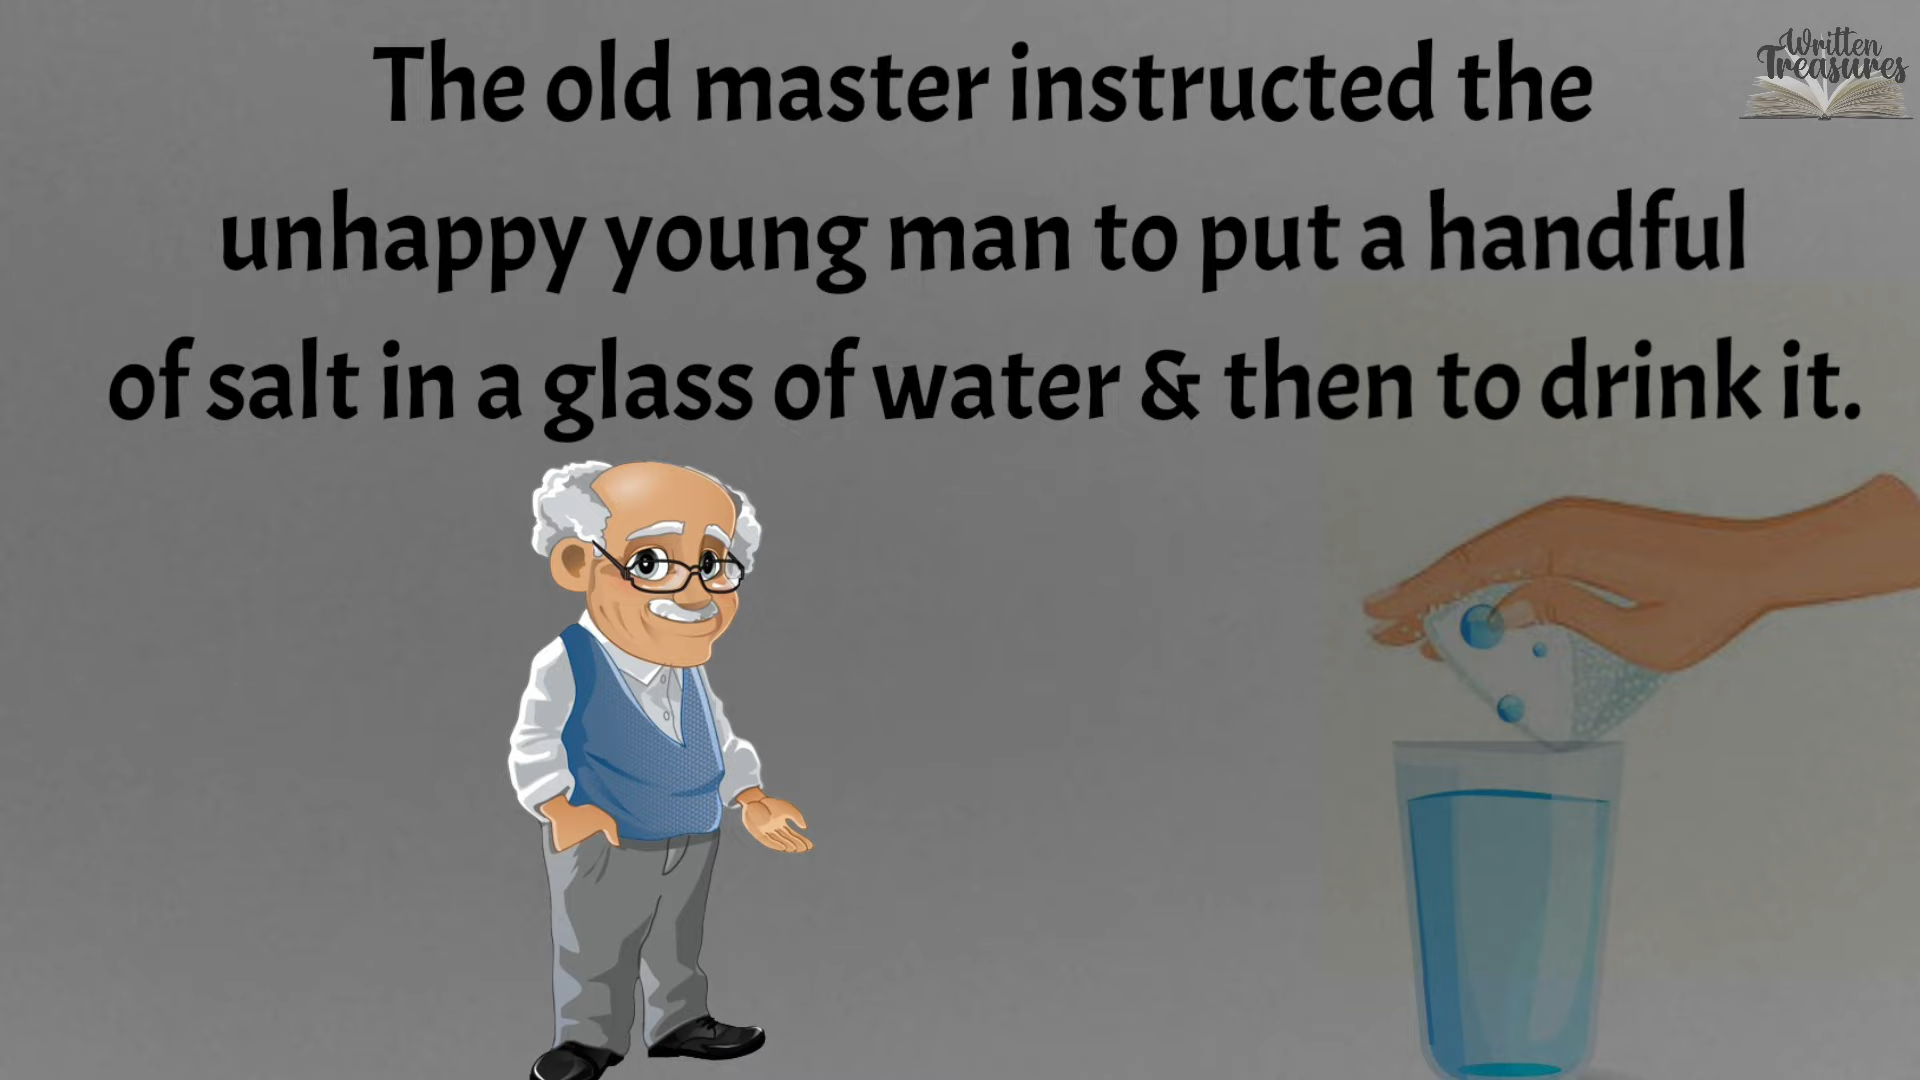 The old master instructed the
unhappy young man to put a handful
of salt in a glass of water & then to drink it.
Written
Treasures